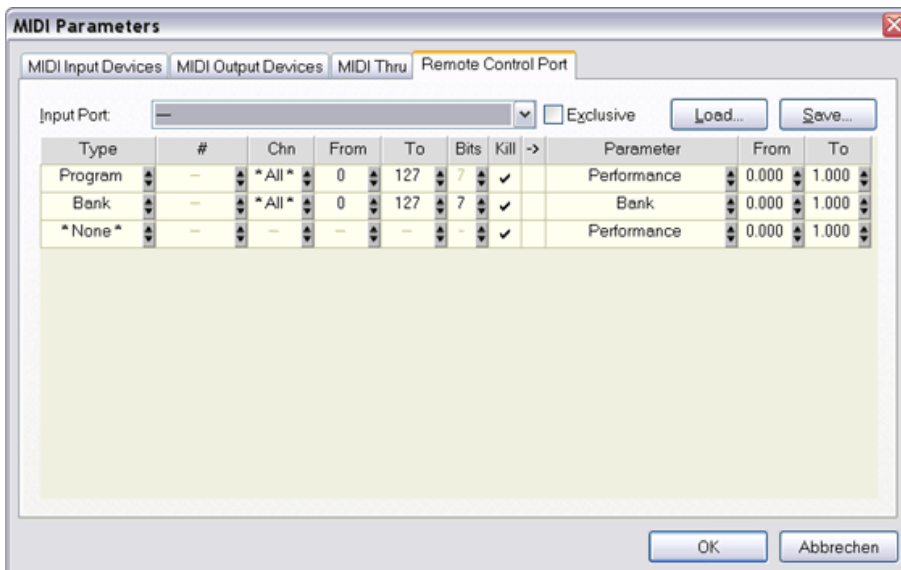 MIDI Parameters
MIDI Input Devices MIDI Output Devices MIDI Thru Remote Control Port
Input Port: — Exclusive Load... Save...
Type # Chn From To Bits Kill -> Parameter From To
Program – *All* 0 127 7 ✔ Performance 0.000 1.000
Bank – *All* 0 127 7 ✔ Bank 0.000 1.000
*None* – – – – - ✔ Performance 0.000 1.000
OK Abbrechen